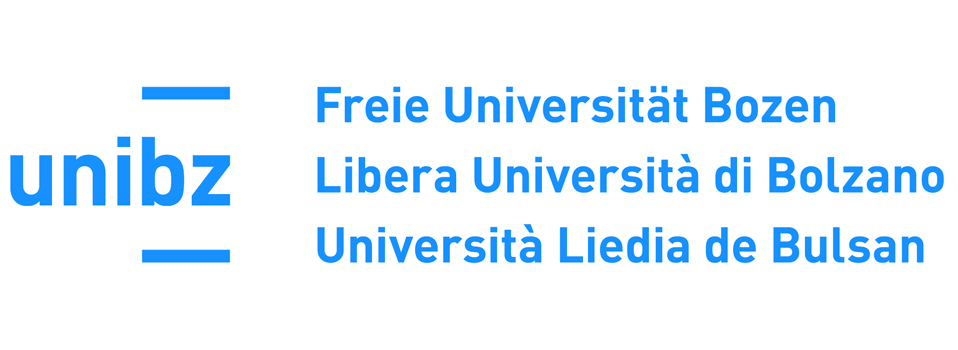 unibz
Freie Universität Bozen
Libera Università di Bolzano
Università Liedia de Bulsan